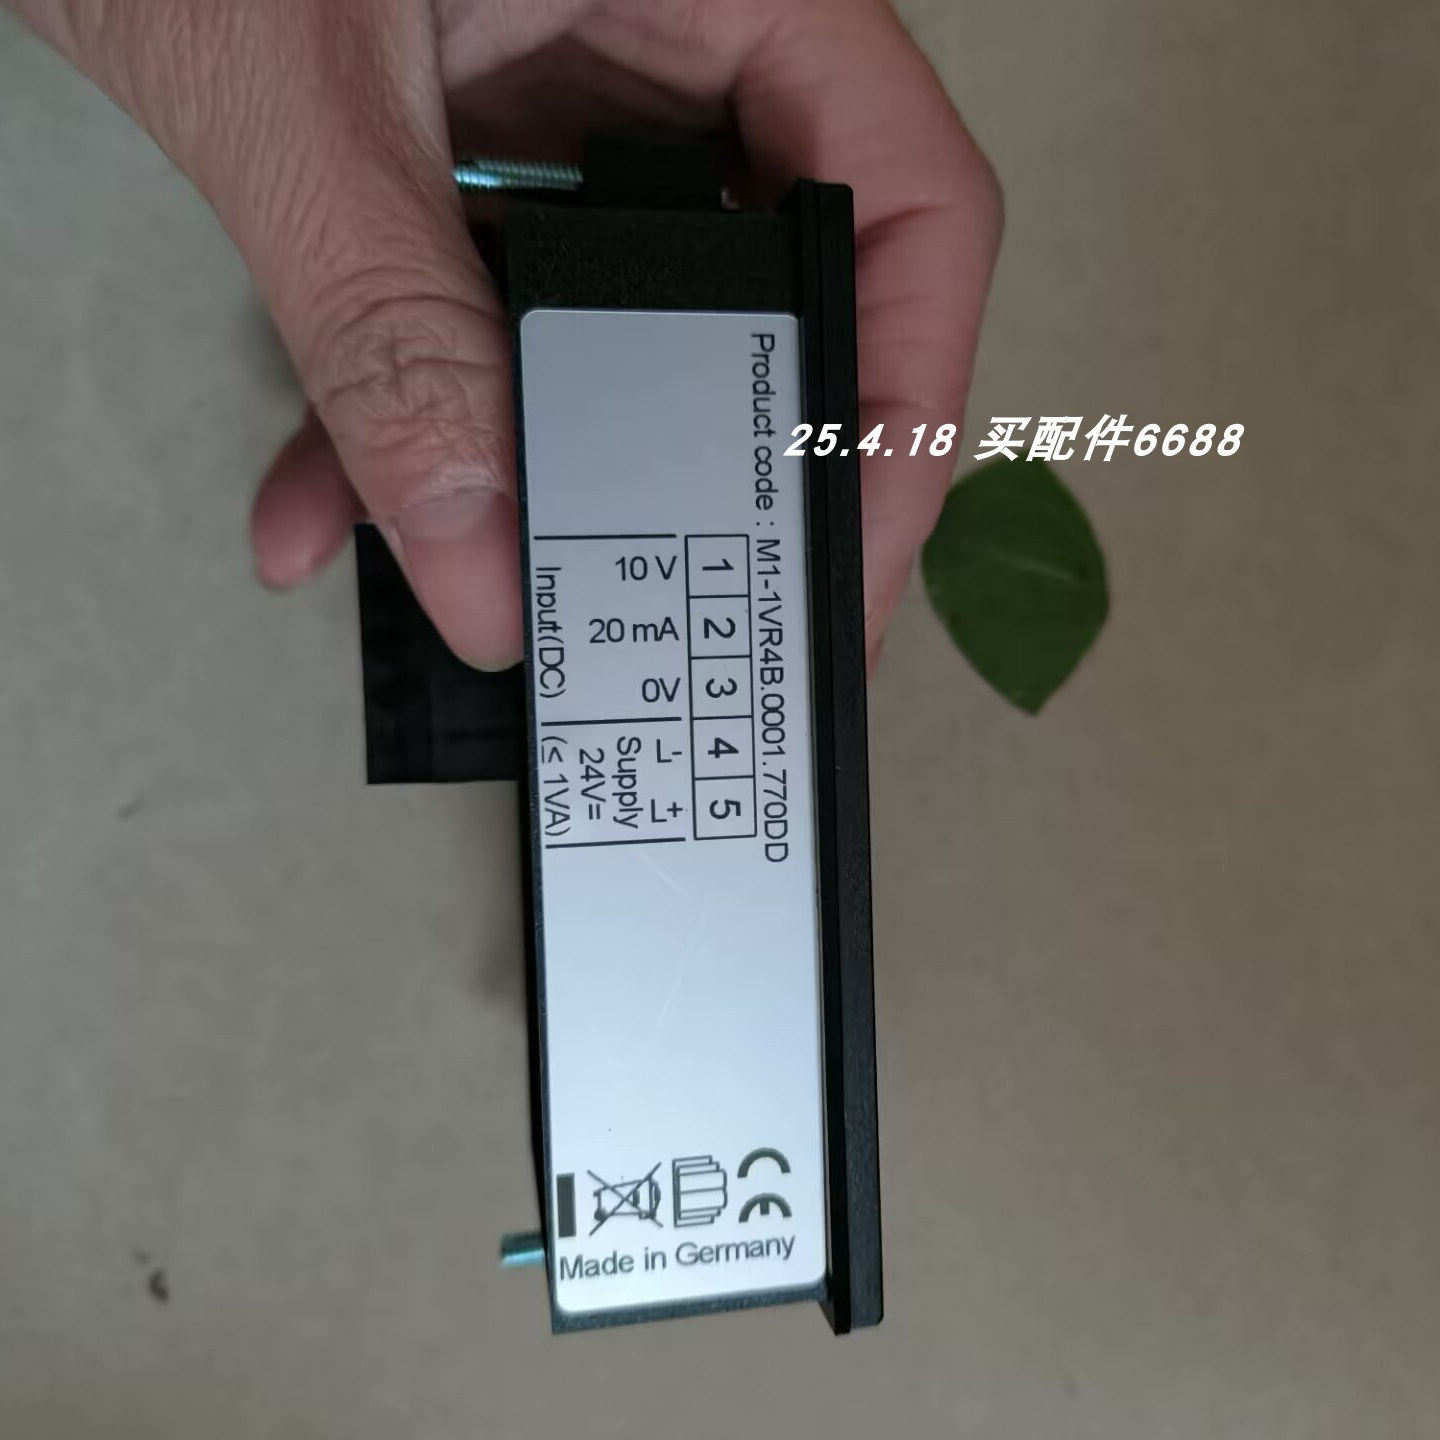 Product code : M1-1VR4B.0001.770DD
1 2 3 4 5
10 V 20 mA 0V
Input(DC)
Supply
24V=
(≤ 1VA)
CE
Made in Germany
25.4.18 买配件6688